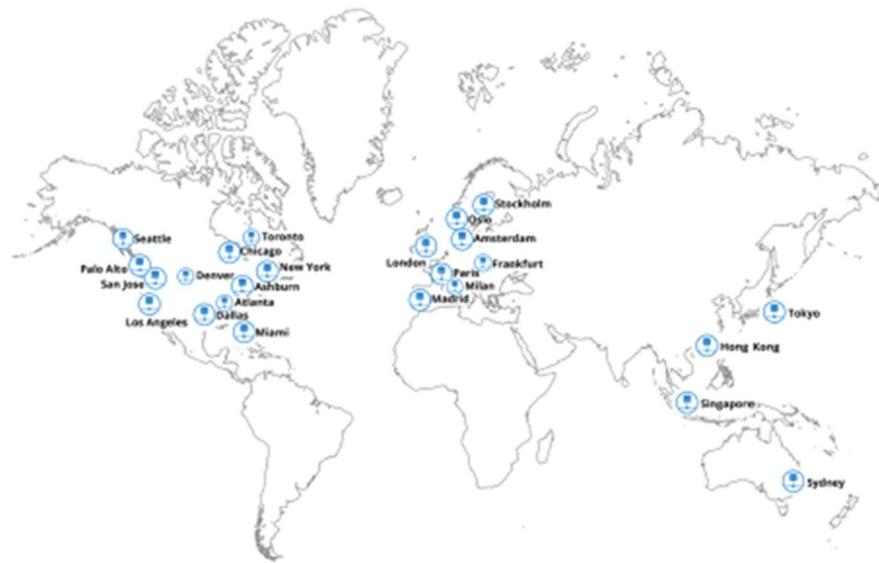 Stockholm
Oslo
Seattle
Toronto
Amsterdam
Chicago
London
Frankfurt
Palo Alto
New York
Paris
Denver
San Jose
Ashburn
Milan
Madrid
Atlanta
Dallas
Los Angeles
Miami
Tokyo
Hong Kong
Singapore
Sydney